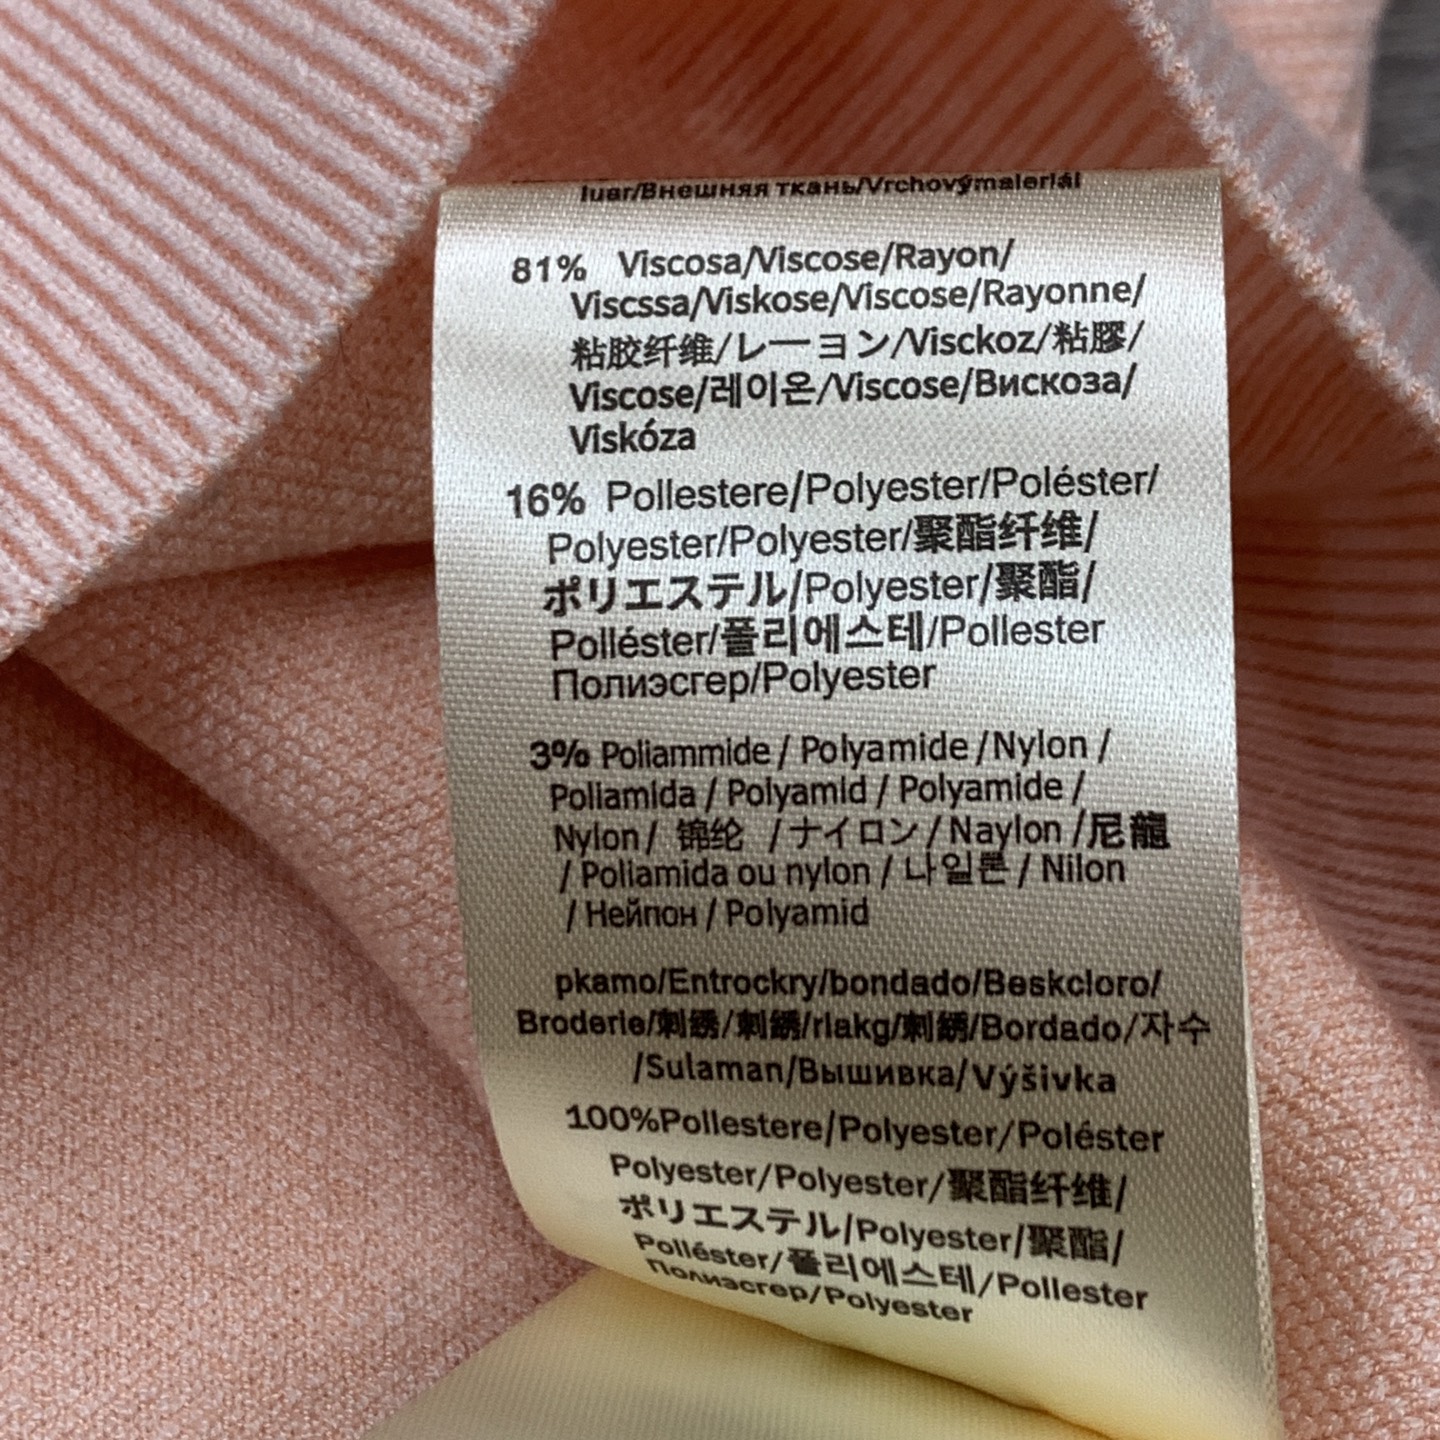 luar/Внешняя ткань/Vrchovýmaleriál
81% Viscosa/Viscose/Rayon/
Viscssa/Viskose/Viscose/Rayonne/
粘胶纤维/レーヨン/Visckoz/粘膠/
Viscose/레이온/Viscose/Вискоза/
Viskóza
16% Pollestere/Polyester/Poléster/
Polyester/Polyester/聚酯纤维/
ポリエステル/Polyester/聚酯/
Polléster/폴리에스테/Pollester
Полиэсгер/Polyester
3% Poliammide / Polyamide /Nylon /
Poliamida / Polyamid / Polyamide /
Nylon / 锦纶 /ナイロン / Naylon /尼龍
/ Poliamida ou nylon / 나일론 / Nilon
/ Нейпон / Polyamid
pkamo/Entrockry/bondado/Beskcloro/
Broderie/刺綉/刺綉/rlakg/刺綉/Bordado/자수
/Sulaman/Вышивка/Výšivka
100%Pollestere/Polyester/Poléster
Polyester/Polyester/聚酯纤维/
ポリエステル/Polyester/聚酯/
Polléster/폴리에스테/Pollester
Полиэсгер/Polyester